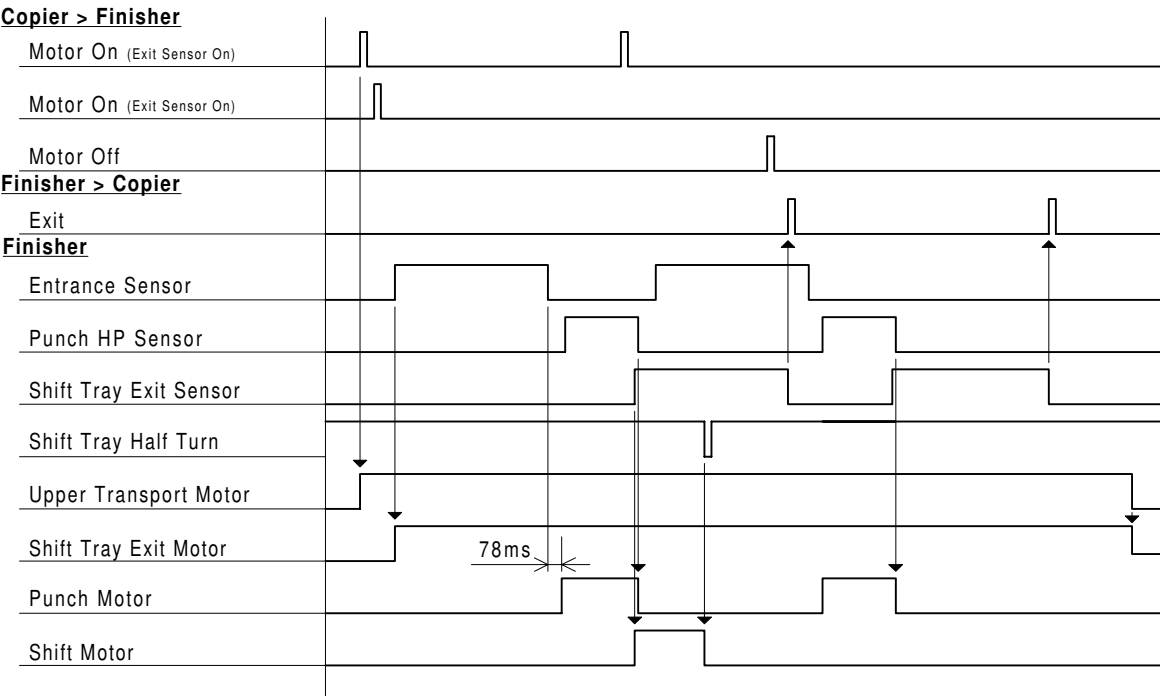 Copier > Finisher
Motor On (Exit Sensor On)
Motor On (Exit Sensor On)
Motor Off
Finisher > Copier
Exit
Finisher
Entrance Sensor
Punch HP Sensor
Shift Tray Exit Sensor
Shift Tray Half Turn
Upper Transport Motor
Shift Tray Exit Motor
78ms
Punch Motor
Shift Motor